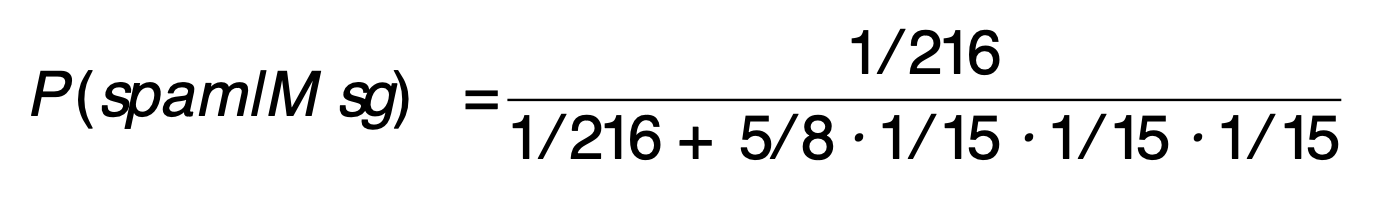 1/216
P(spam|M sg) =
1/216 + 5/8 · 1/15 · 1/15 · 1/15